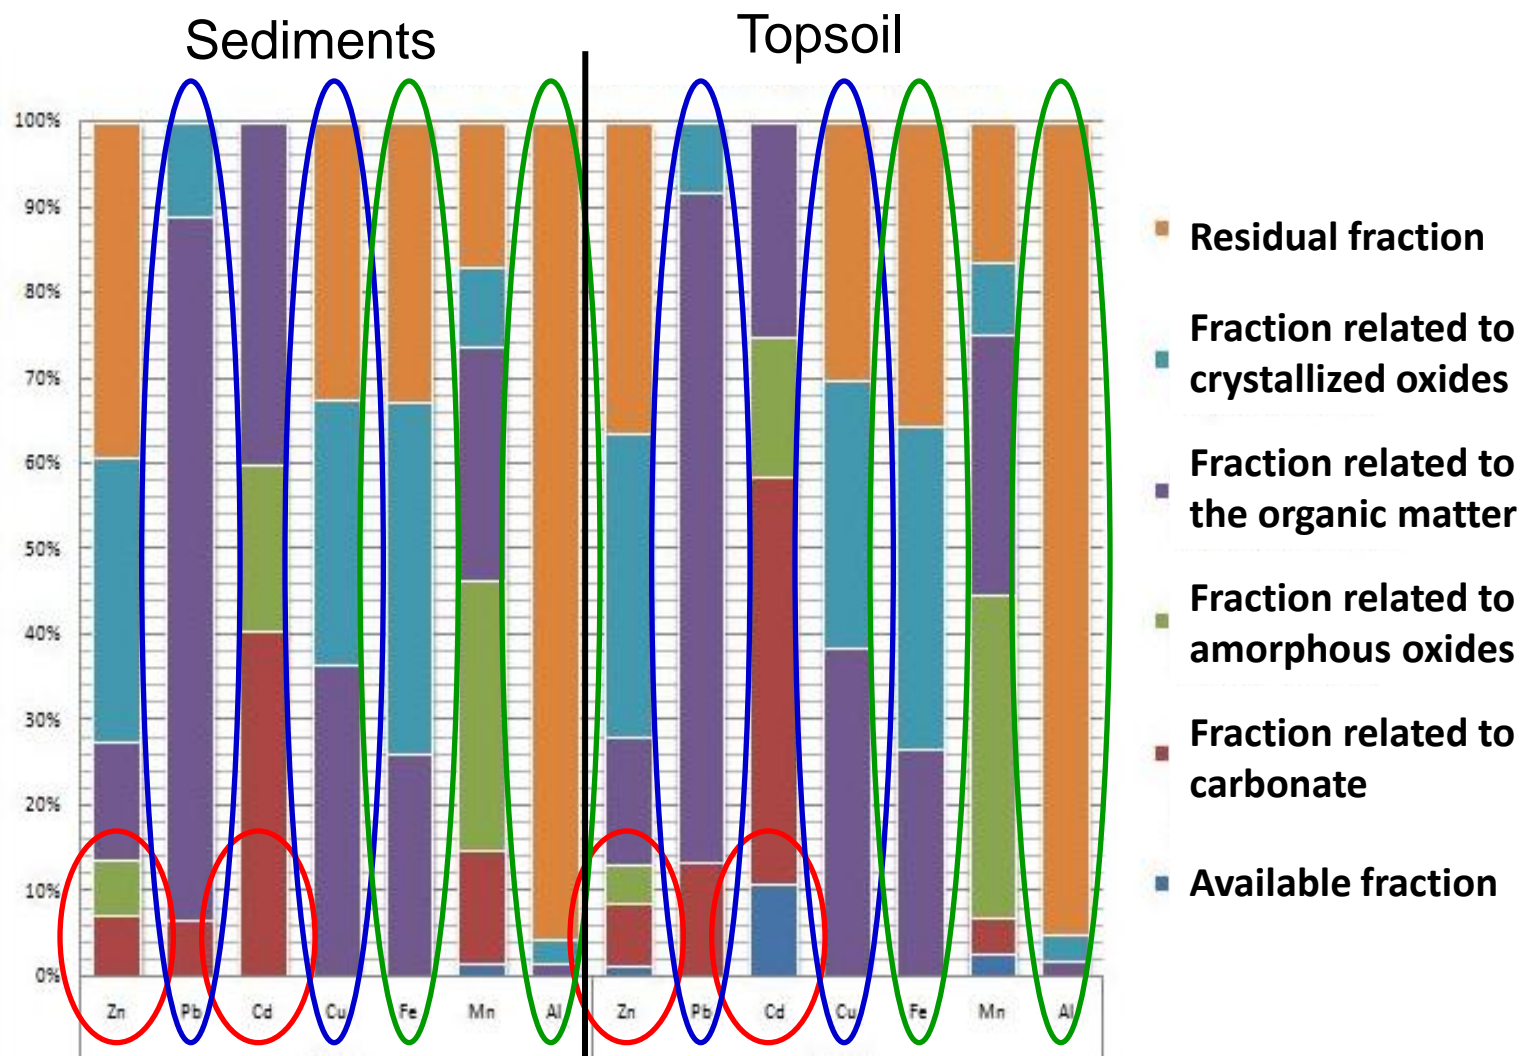 Sediments
Topsoil
100%
90%
80%
70%
60%
50%
40%
30%
20%
10%
0%
Zn Pb Cd Cu Fe Mn Al Zn Pb Cd Cu Fe Mn Al
Residual fraction
Fraction related to
crystallized oxides
Fraction related to
the organic matter
Fraction related to
amorphous oxides
Fraction related to
carbonate
Available fraction